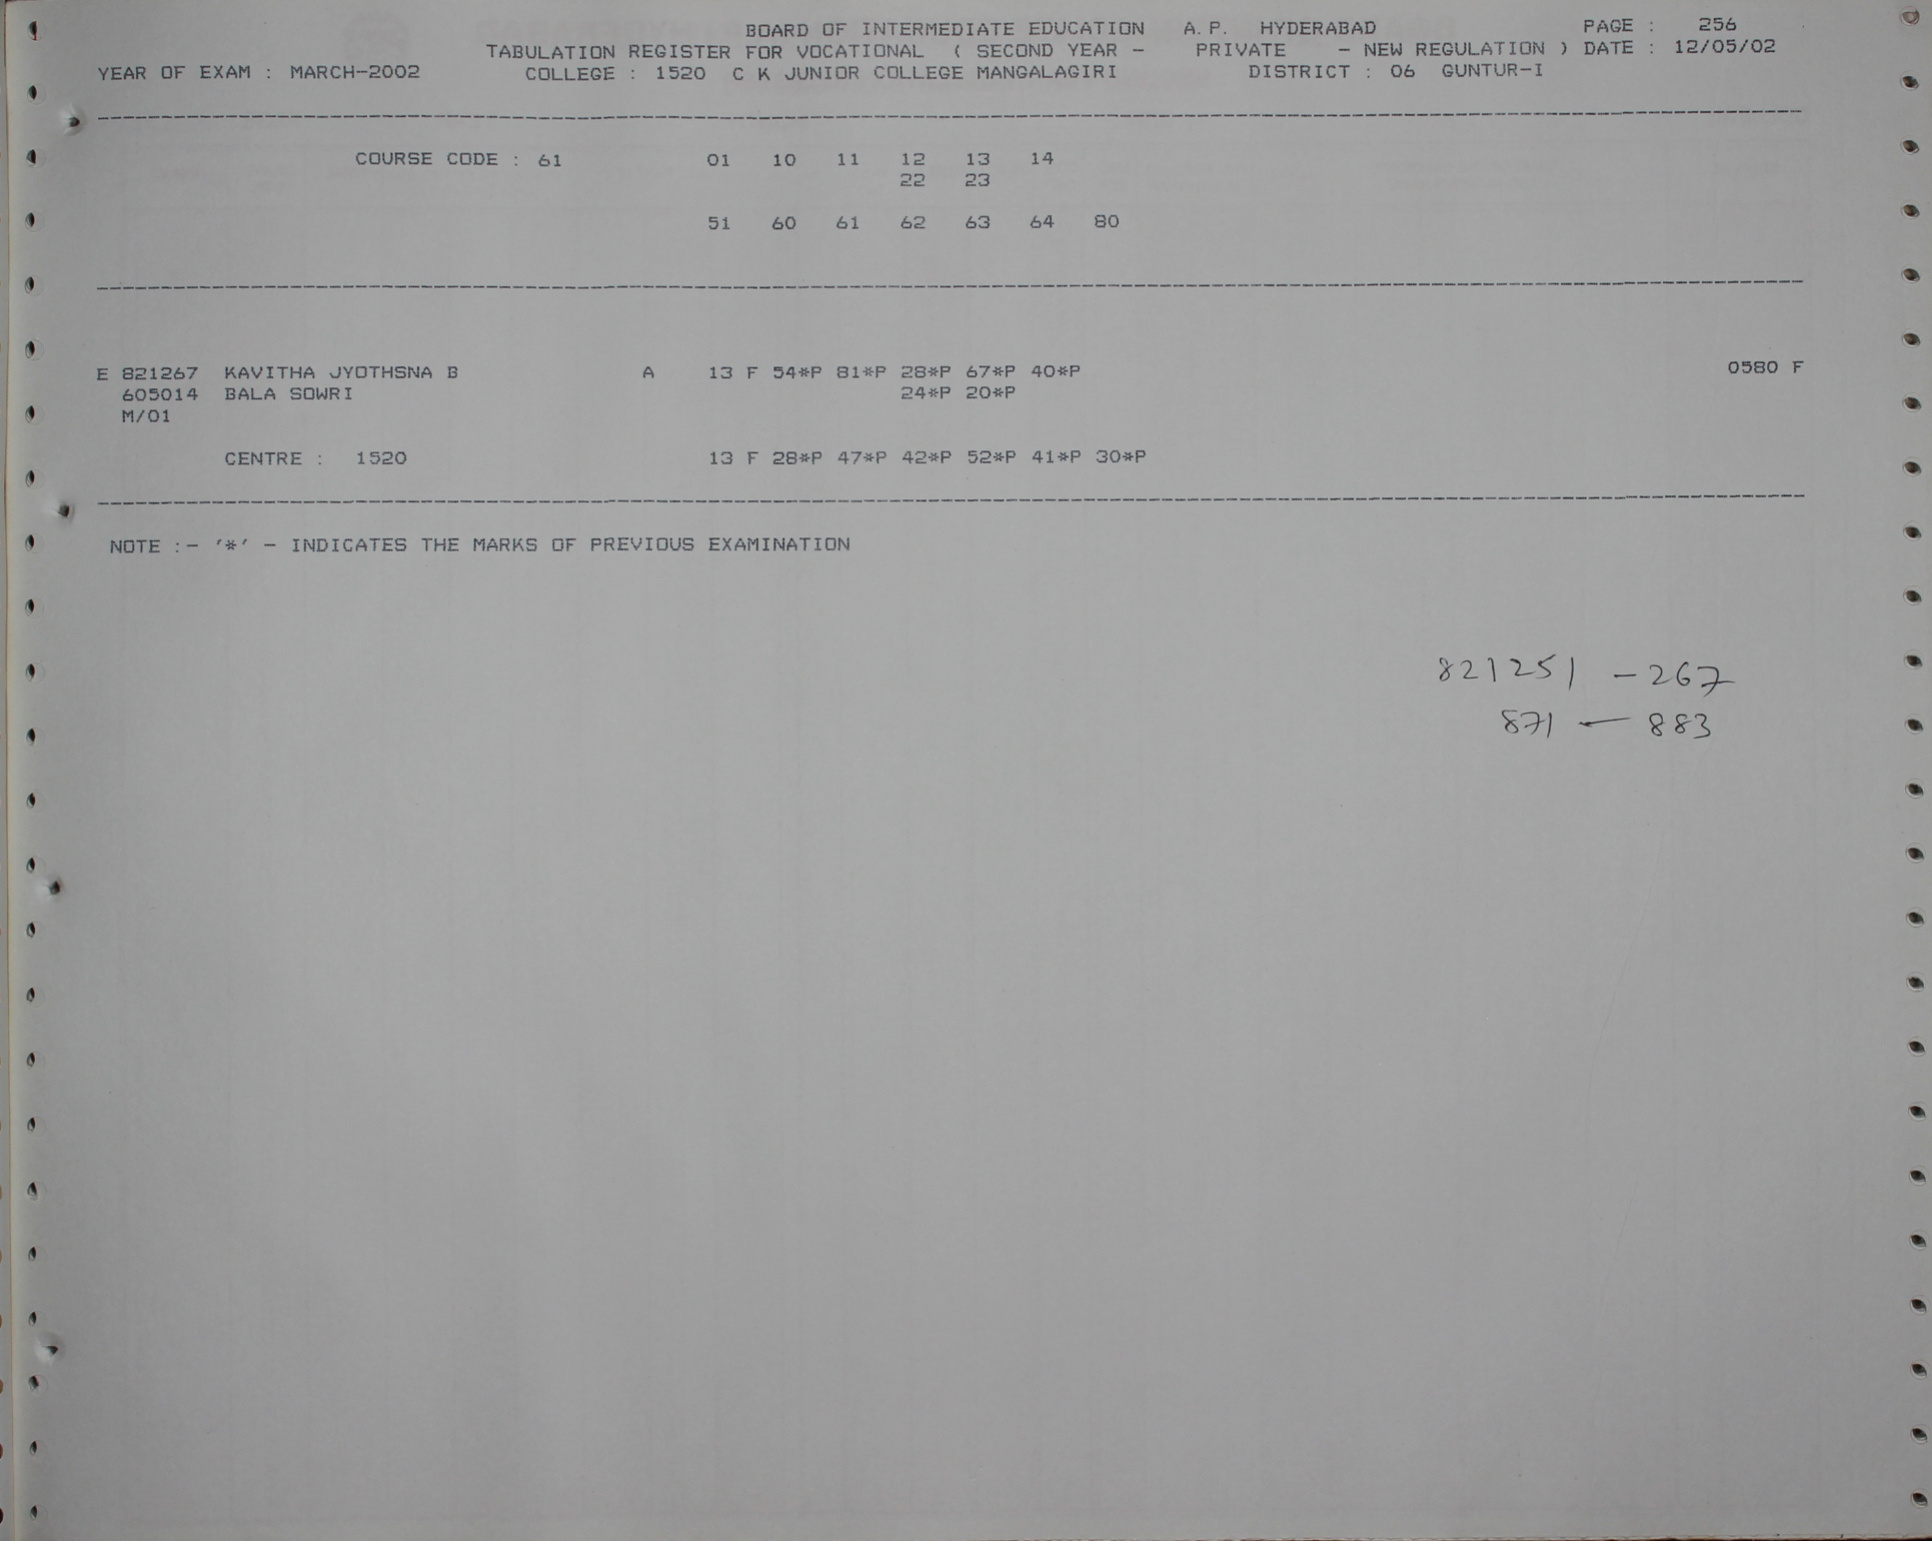 BOARD OF INTERMEDIATE EDUCATION A.P. HYDERABAD PAGE : 256
TABULATION REGISTER FOR VOCATIONAL ( SECOND YEAR - PRIVATE - NEW REGULATION ) DATE : 12/05/02
YEAR OF EXAM : MARCH-2002 COLLEGE : 1520 C K JUNIOR COLLEGE MANGALAGIRI DISTRICT : 06 GUNTUR-I
COURSE CODE : 61 01 10 11 12 13 14
22 23
51 60 61 62 63 64 80
E 821267 KAVITHA JYOTHSNA B A 13 F 54*P 81*P 28*P 67*P 40*P 0580 F
605014 BALA SOWRI 24*P 20*P
M/01
CENTRE : 1520 13 F 28*P 47*P 42*P 52*P 41*P 30*P
NOTE :- '*' - INDICATES THE MARKS OF PREVIOUS EXAMINATION
821251 - 267
871 - 883